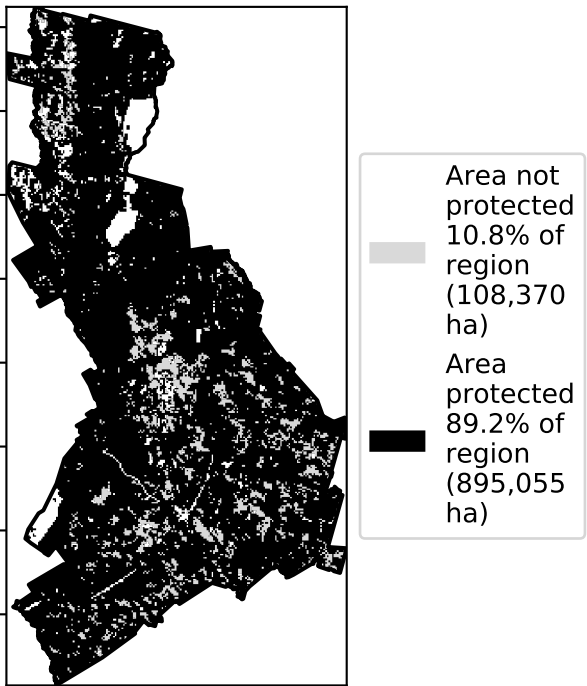 Area not
protected
10.8% of
region
(108,370
ha)
Area
protected
89.2% of
region
(895,055
ha)